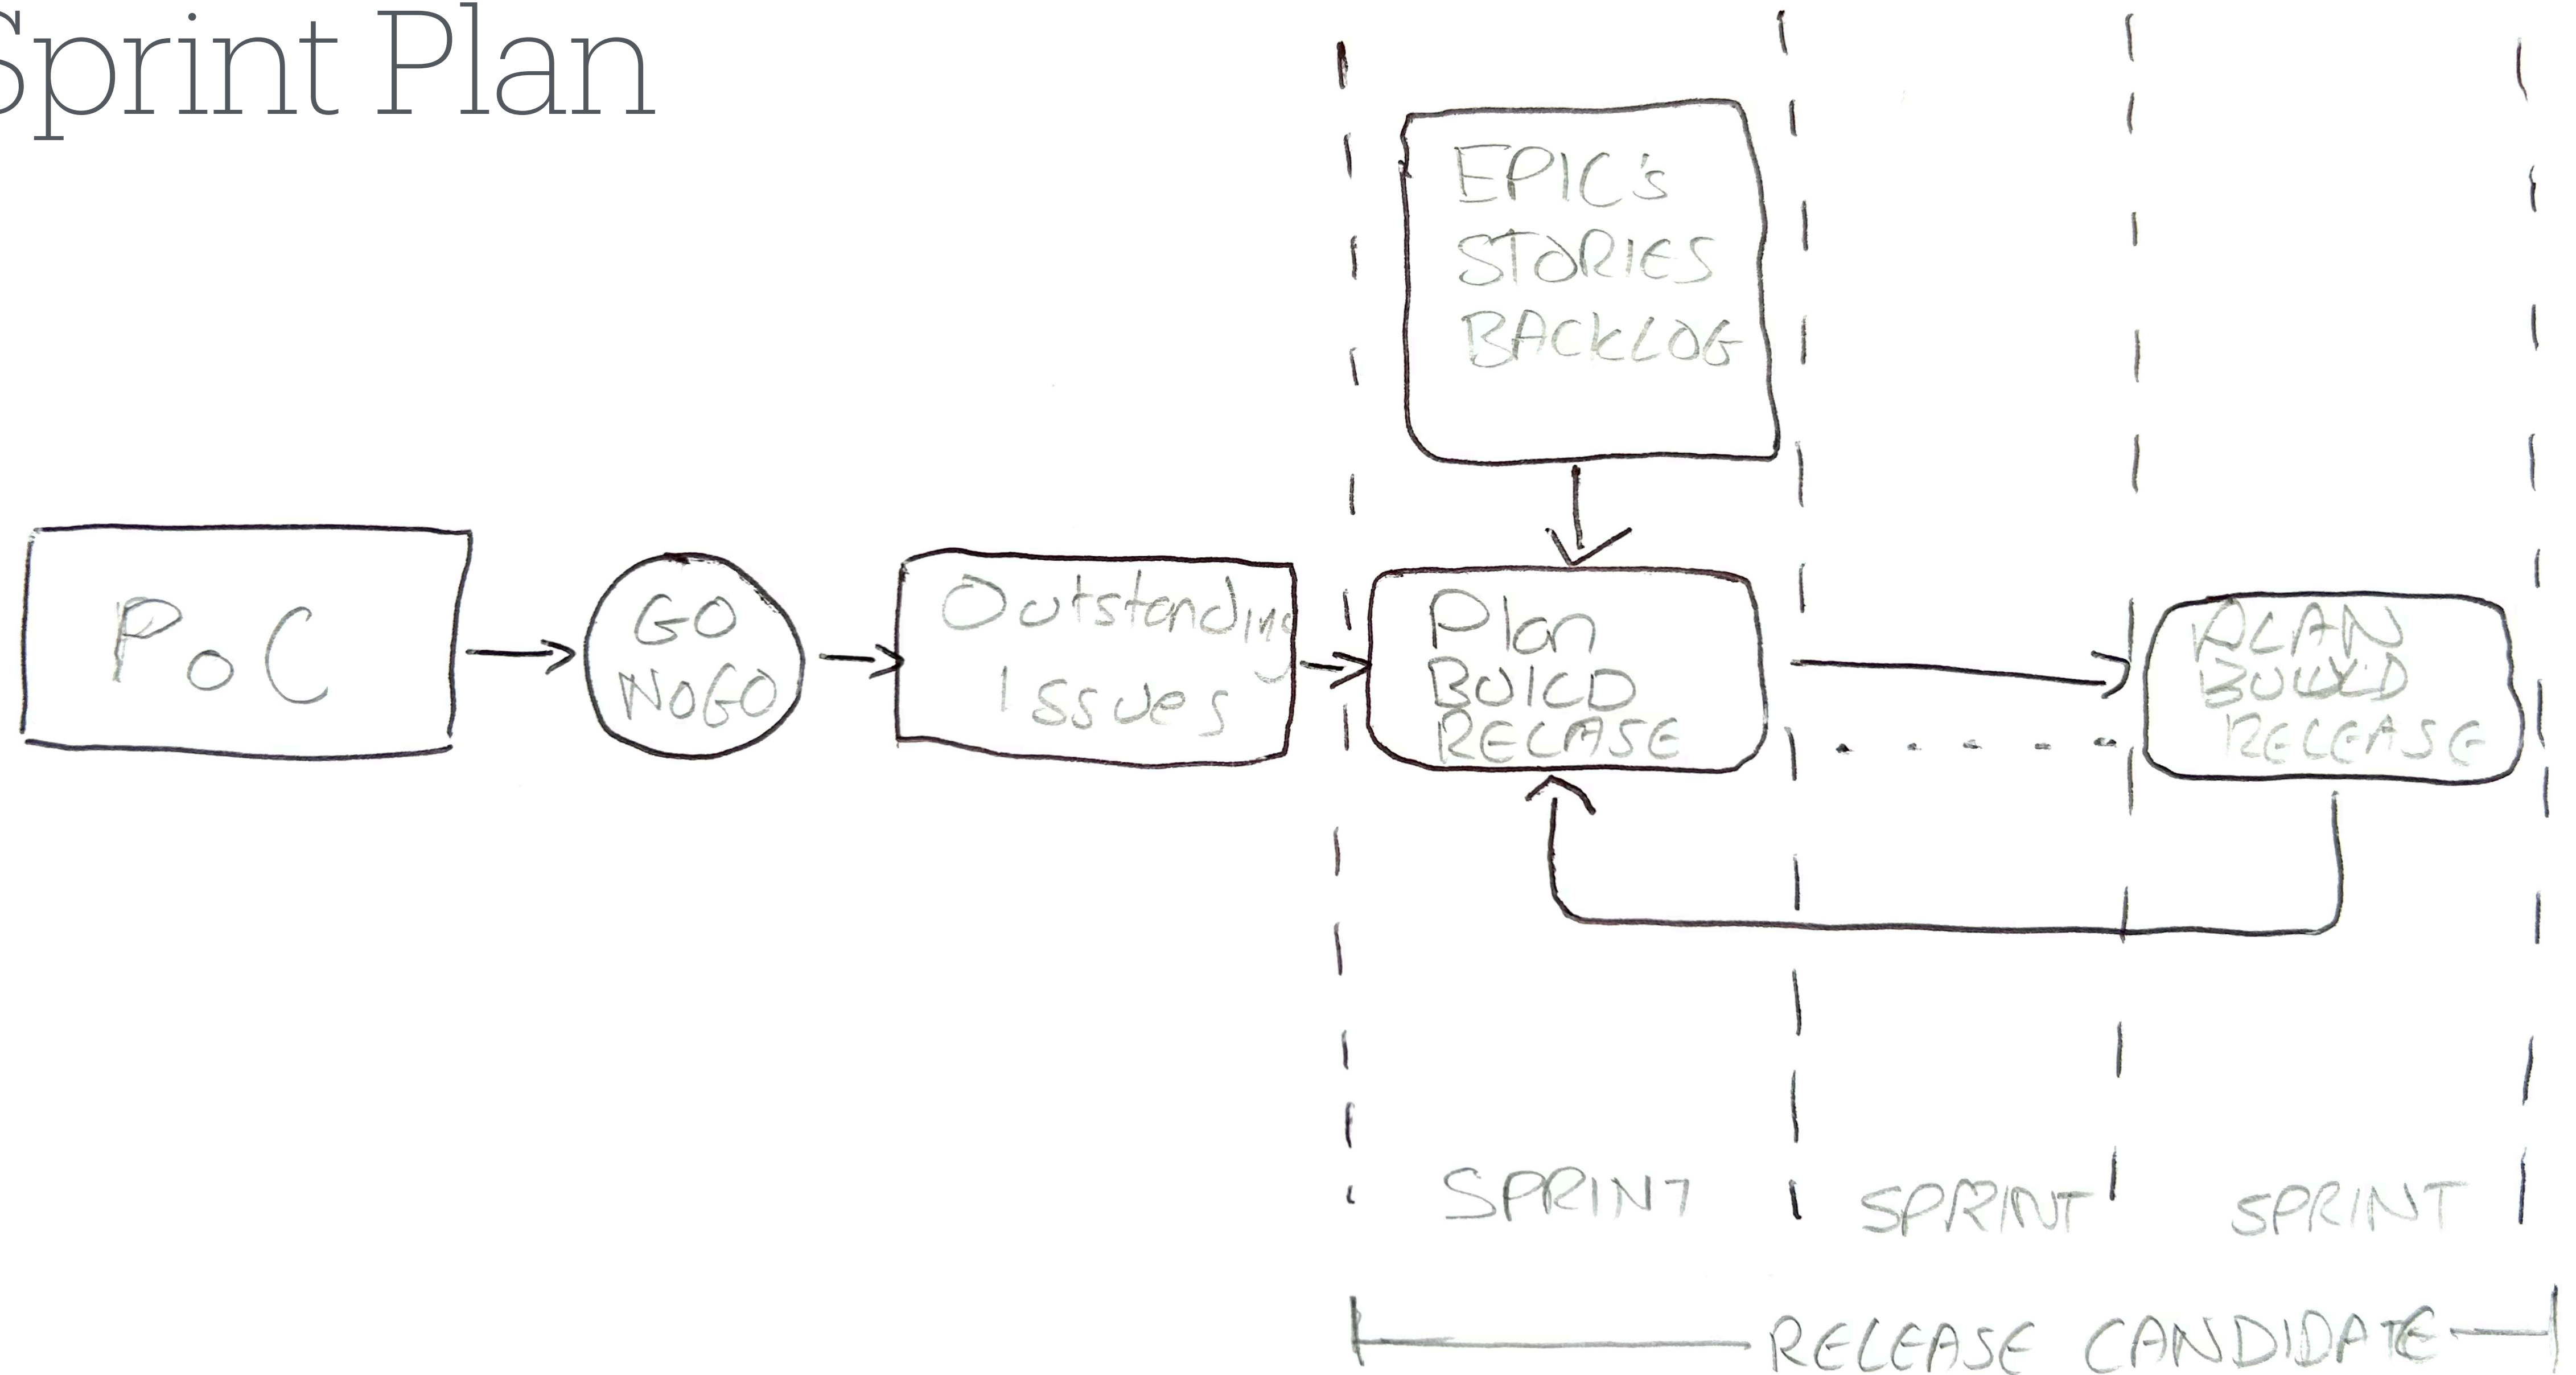 Sprint Plan
EPIC's
STORIES
BACKLOG
PoC
GO
NOGO
Outstanding
Issues
Plan
BUILD
RELASE
PLAN
BUILD
RELEASE
SPRINT
SPRINT
SPRINT
RELEASE CANDIDATE